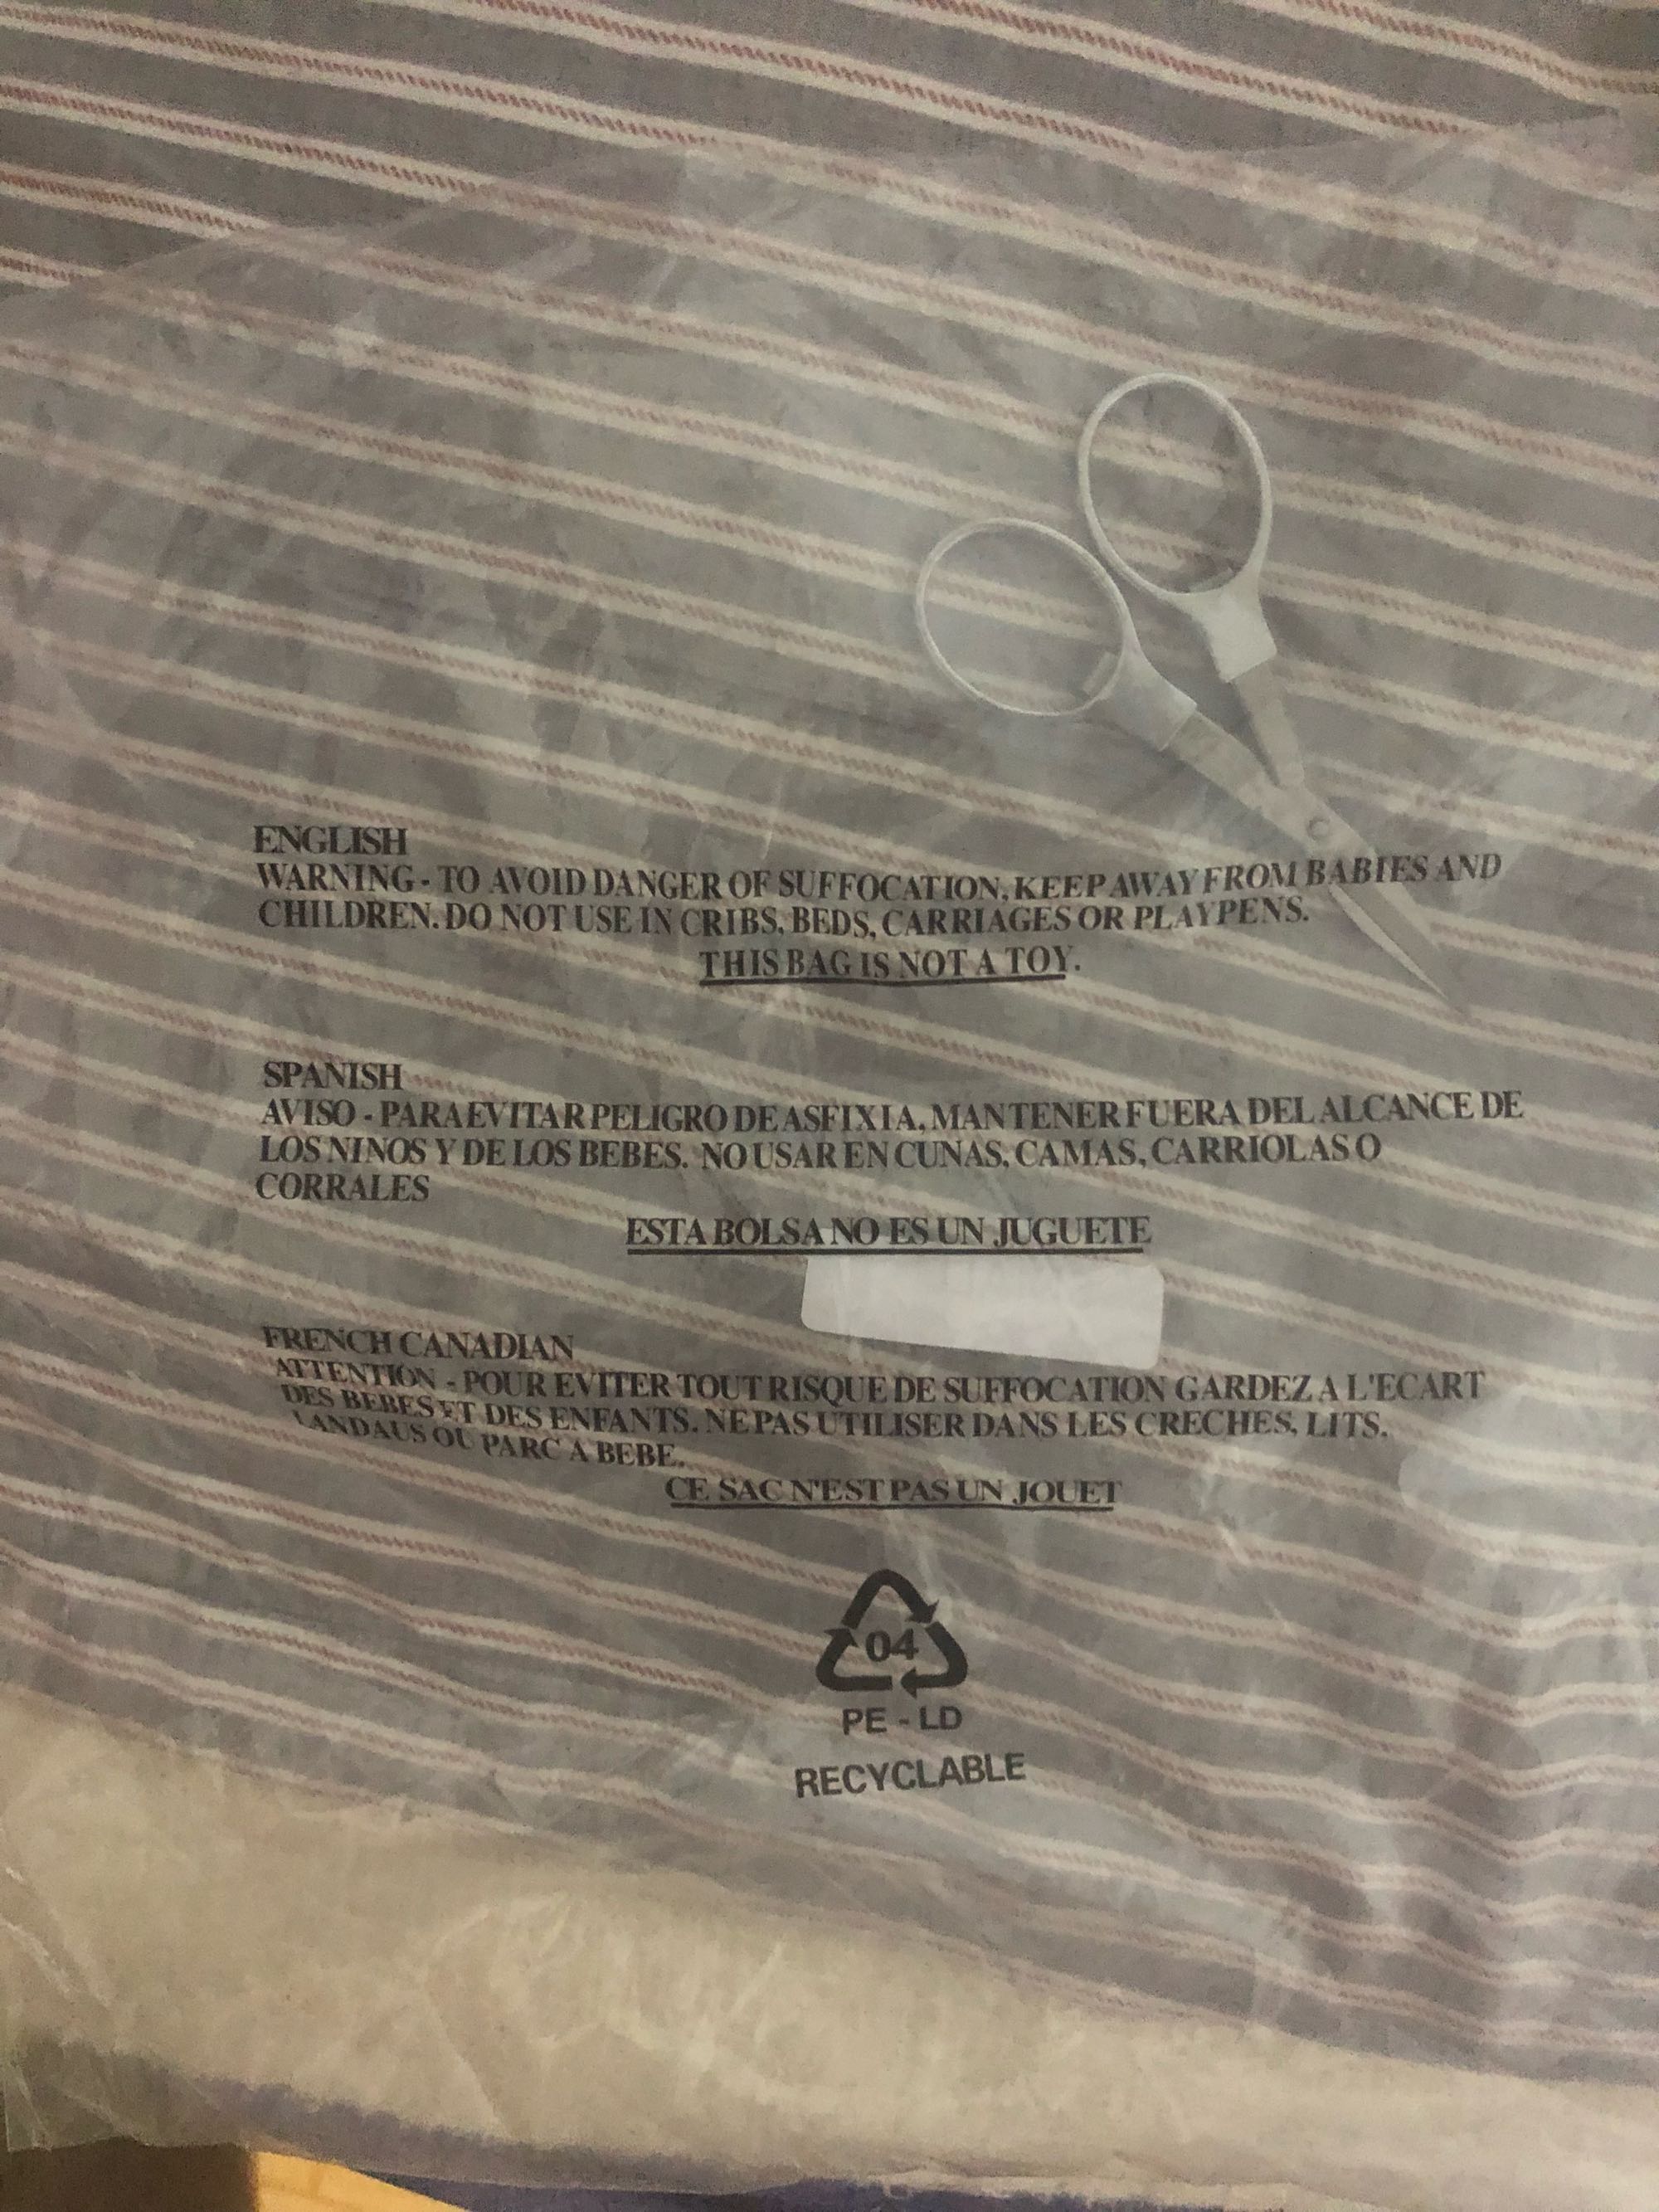 ENGLISH
WARNING - TO AVOID DANGER OF SUFFOCATION, KEEP AWAY FROM BABIES AND
CHILDREN. DO NOT USE IN CRIBS, BEDS, CARRIAGES OR PLAYPENS.
THIS BAG IS NOT A TOY.
SPANISH
AVISO - PARA EVITAR PELIGRO DE ASFIXIA, MANTENER FUERA DEL ALCANCE DE
LOS NINOS Y DE LOS BEBES. NO USAR EN CUNAS, CAMAS, CARRIOLAS O
CORRALES
ESTA BOLSA NO ES UN JUGUETE
FRENCH CANADIAN
ATTENTION - POUR EVITER TOUT RISQUE DE SUFFOCATION GARDEZ A L'ECART
DES BEBES ET DES ENFANTS. NE PAS UTILISER DANS LES CRECHES, LITS.
LANDAUS OU PARC A BEBE.
CE SAC N'EST PAS UN JOUET
04
PE - LD
RECYCLABLE